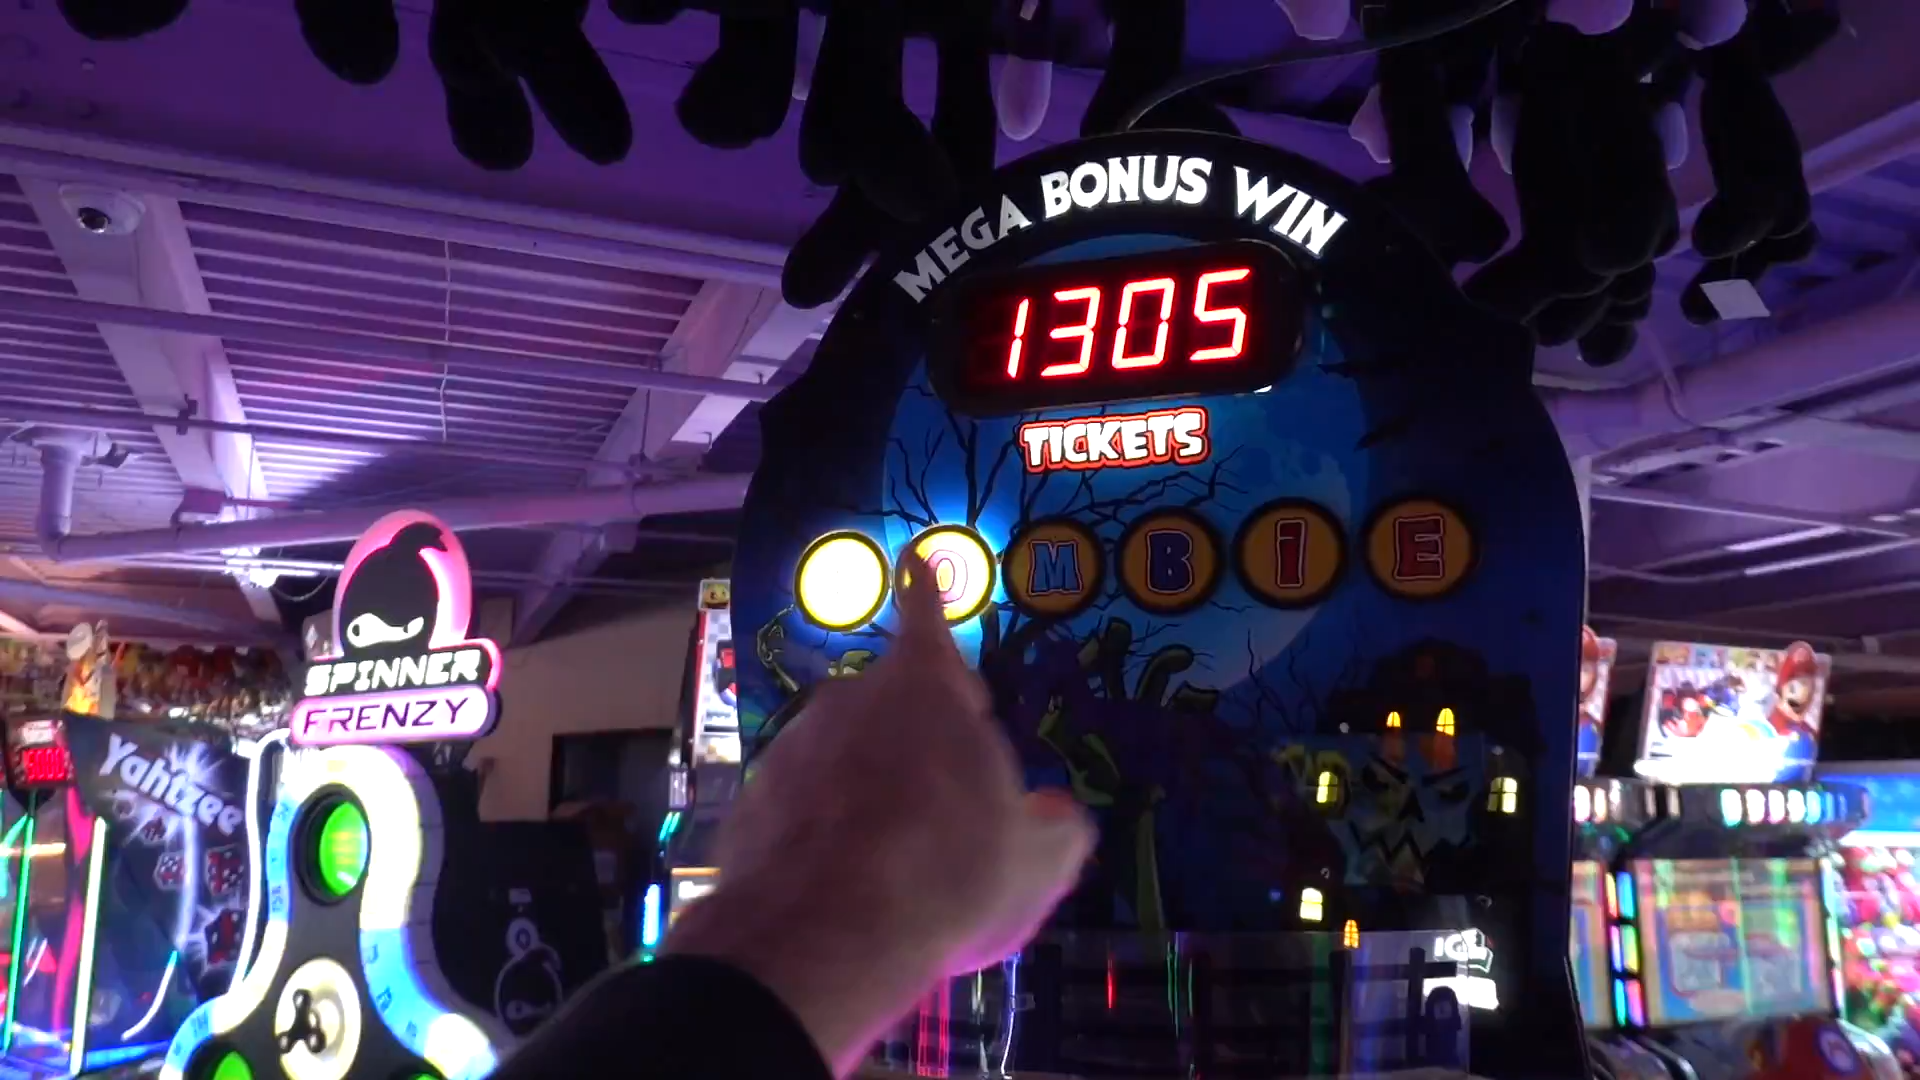 MEGA BONUS WIN
1305
TICKETS
O M B I E
SPINNER
FRENZY
Yahtzee